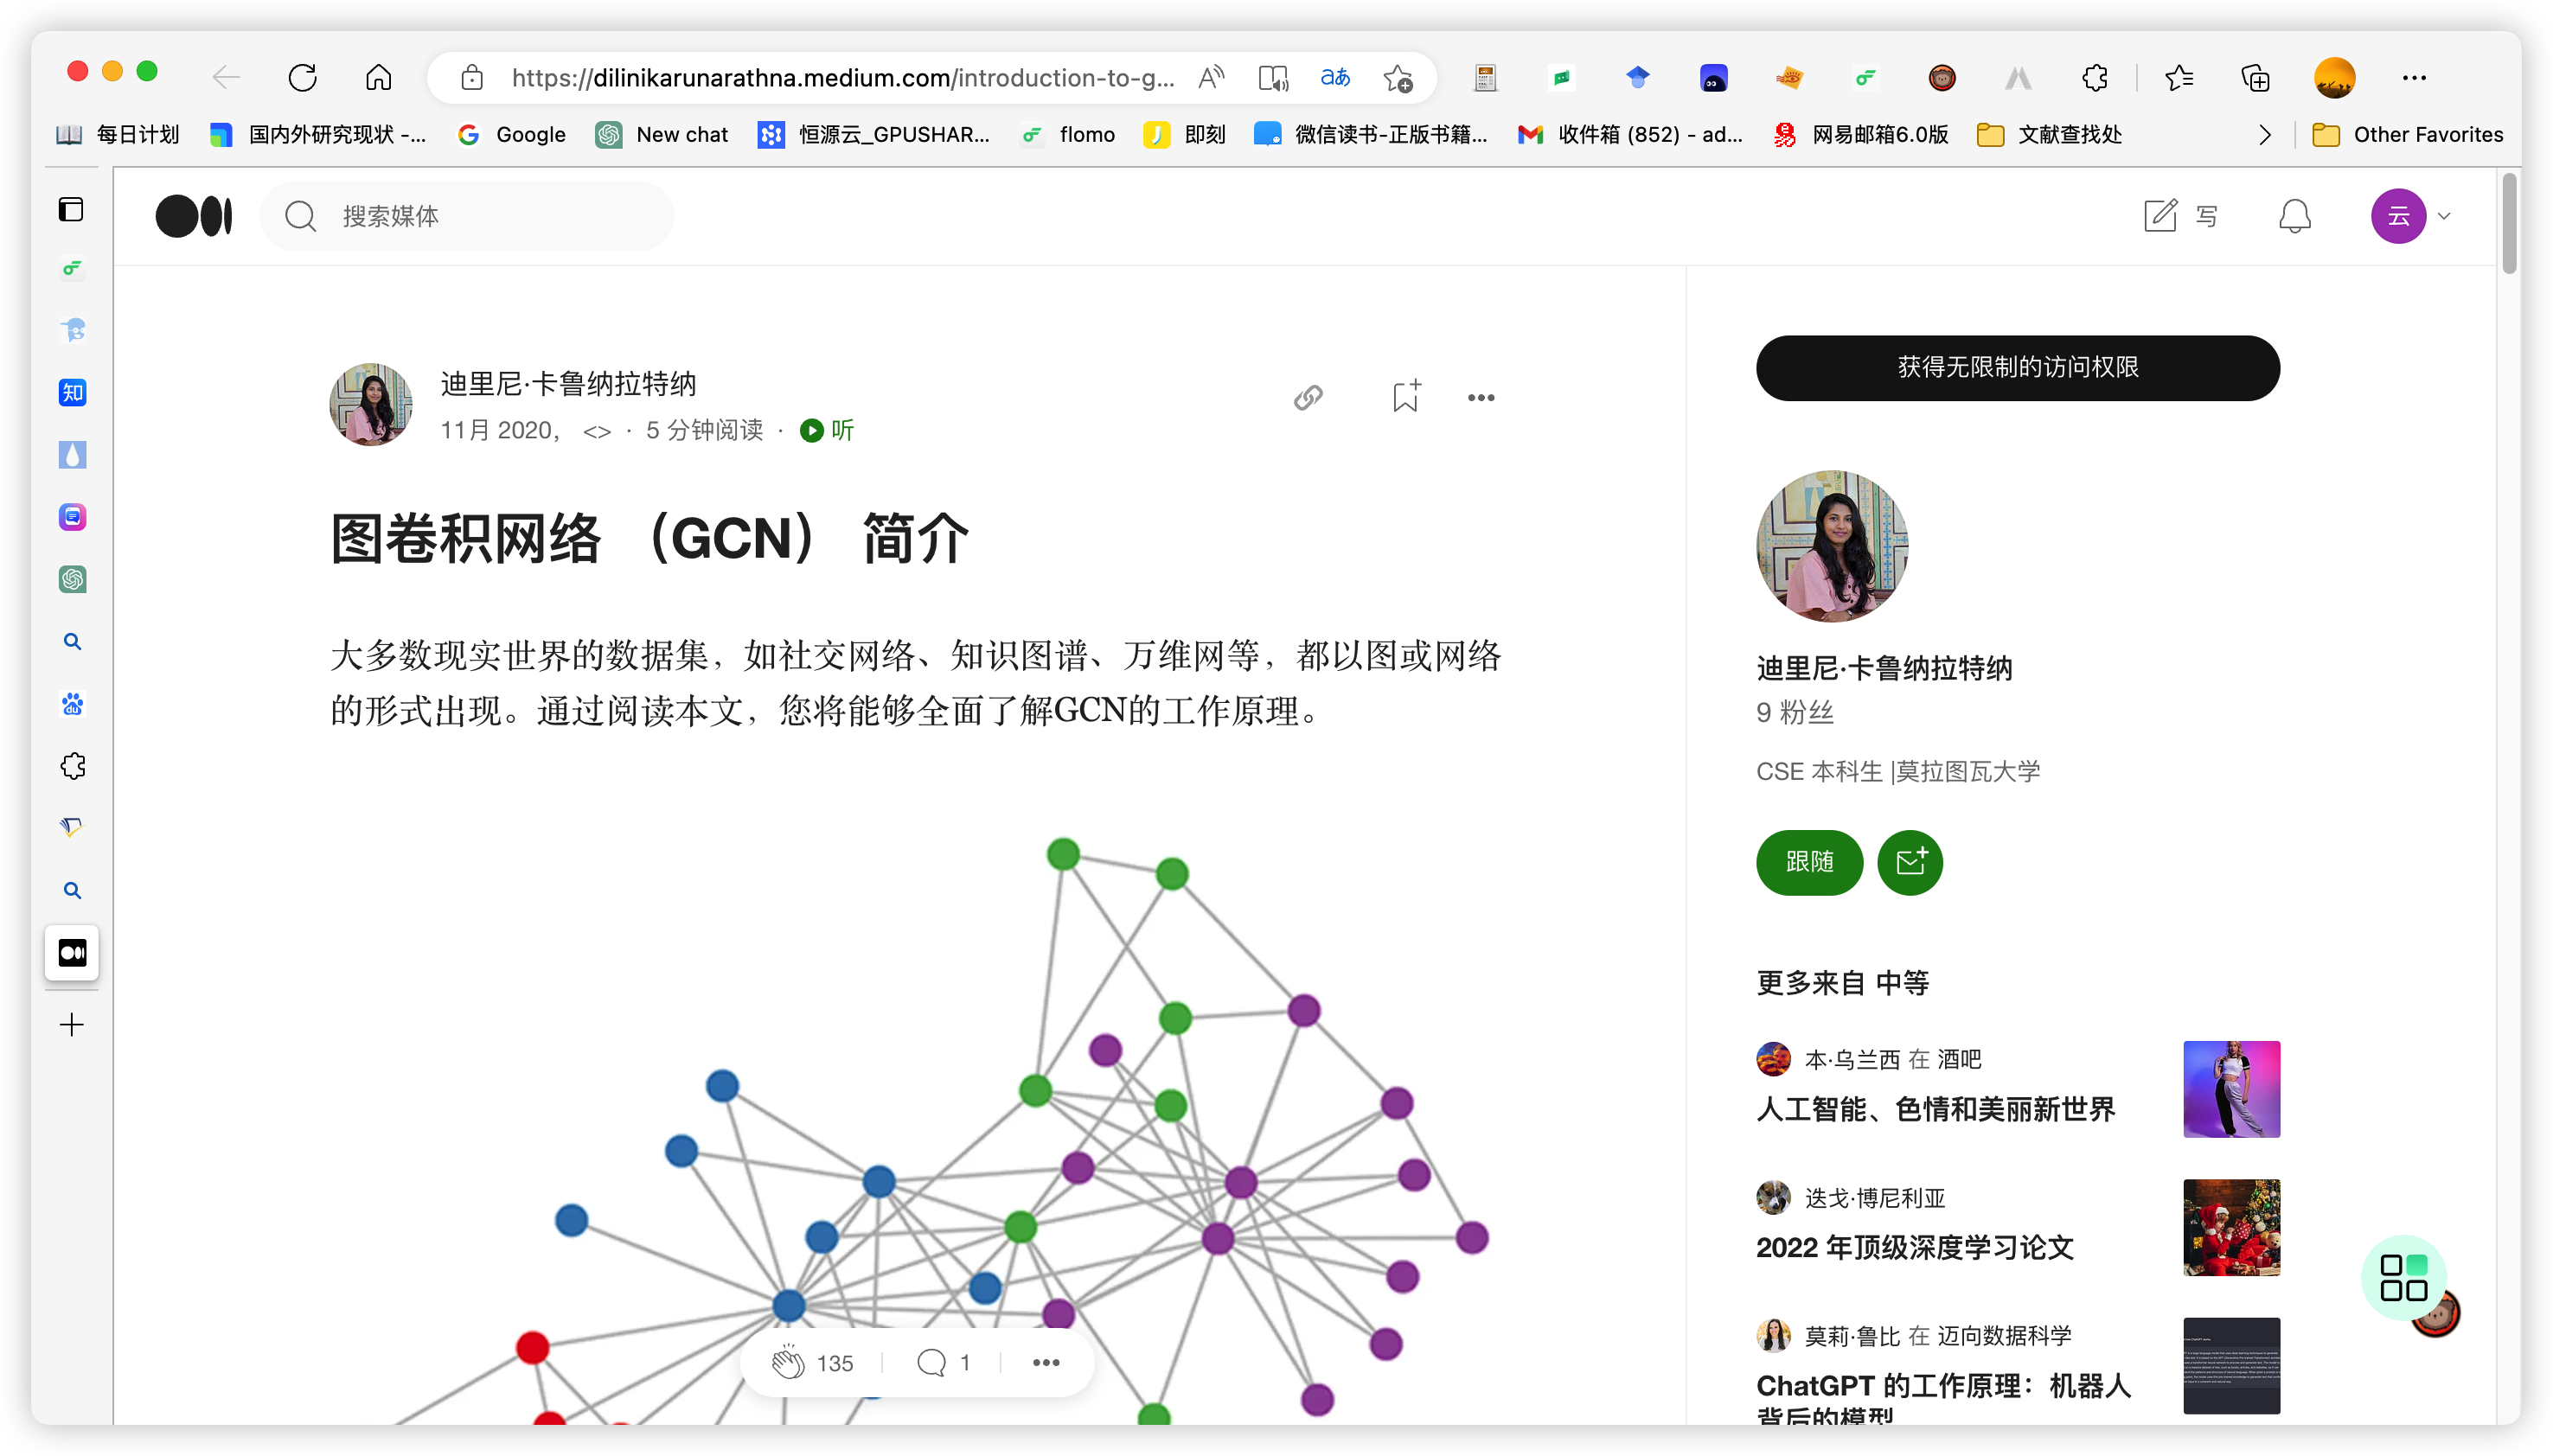 https://dilinikarunarathna.medium.com/introduction-to-g...
每日计划
国内外研究现状 -...
Google
New chat
恒源云_GPUSHAR...
flomo
即刻
微信读书-正版书籍...
收件箱 (852) - ad...
网易邮箱6.0版
文献查找处
Other Favorites
搜索媒体
写
云
迪里尼·卡鲁纳拉特纳
11月 2020， <> · 5 分钟阅读 · 听
图卷积网络 （GCN） 简介
大多数现实世界的数据集，如社交网络、知识图谱、万维网等，都以图或网络
的形式出现。通过阅读本文，您将能够全面了解GCN的工作原理。
135
1
获得无限制的访问权限
迪里尼·卡鲁纳拉特纳
9 粉丝
CSE 本科生 |莫拉图瓦大学
跟随
更多来自 中等
本·乌兰西 在 酒吧
人工智能、色情和美丽新世界
迭戈·博尼利亚
2022 年顶级深度学习论文
莫莉·鲁比 在 迈向数据科学
ChatGPT 的工作原理：机器人
背后的模型
知
du